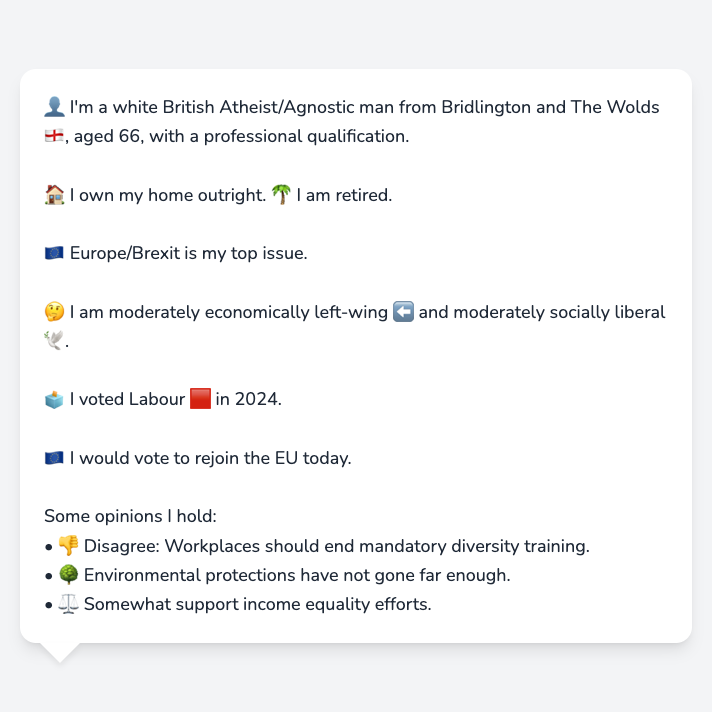 👤 I'm a white British Atheist/Agnostic man from Bridlington and The Wolds
🏴󠁧󠁢󠁥󠁮󠁧󠁿, aged 66, with a professional qualification.
🏠 I own my home outright. 🌴 I am retired.
🇪🇺 Europe/Brexit is my top issue.
🤔 I am moderately economically left-wing ⬅️ and moderately socially liberal
🕊️.
🗳️ I voted Labour 🟥 in 2024.
🇪🇺 I would vote to rejoin the EU today.
Some opinions I hold:
• 👎 Disagree: Workplaces should end mandatory diversity training.
• 🌳 Environmental protections have not gone far enough.
• ⚖️ Somewhat support income equality efforts.